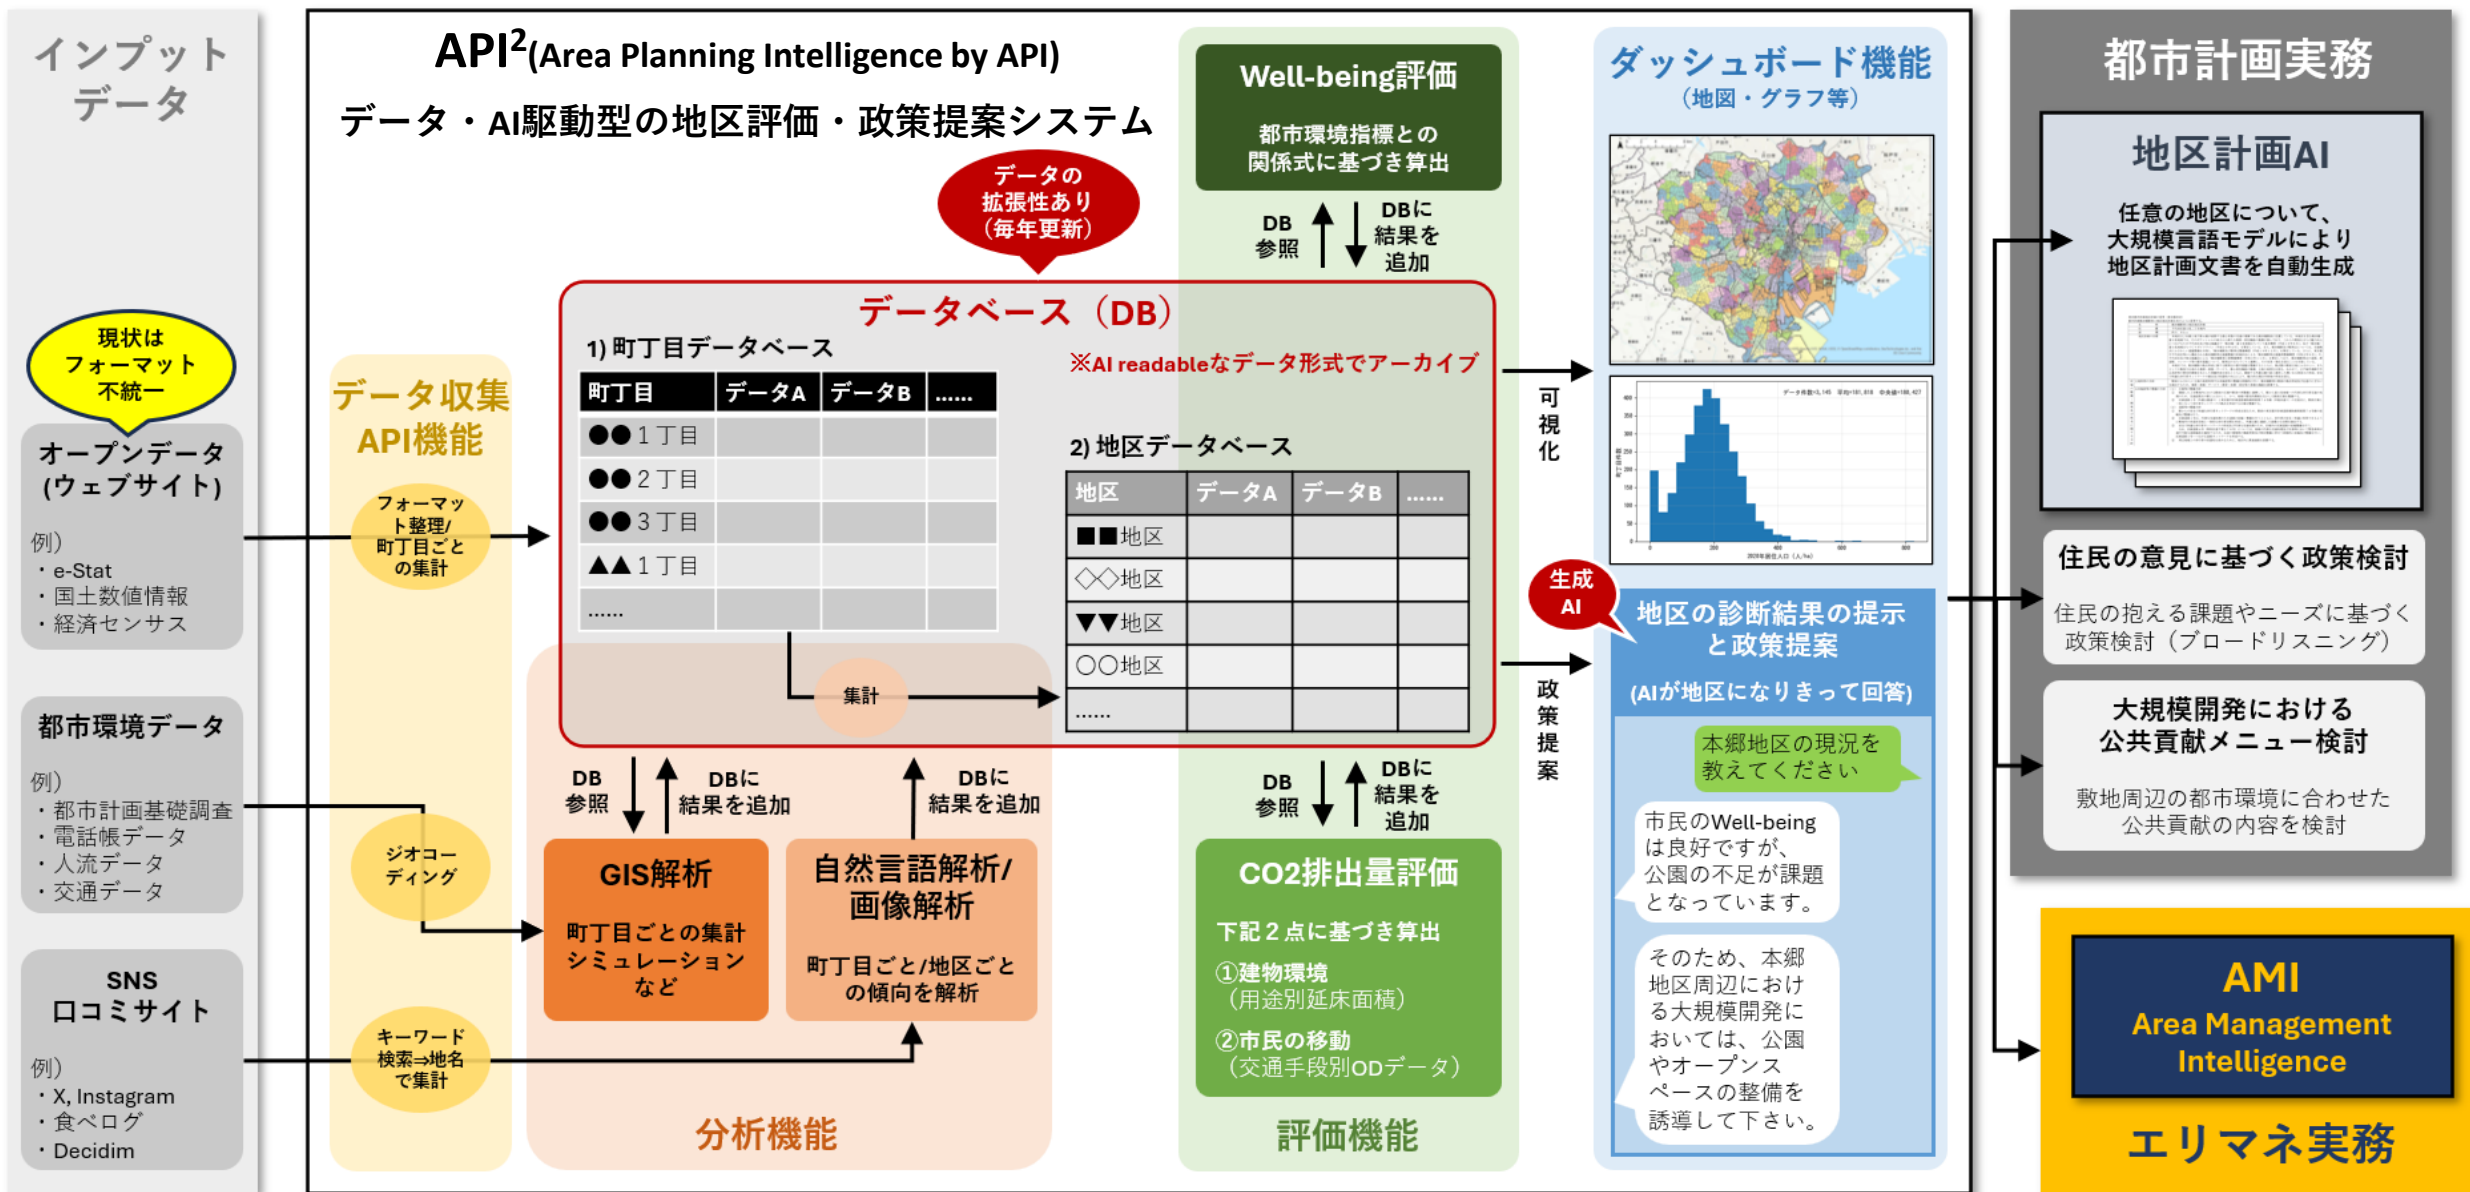 インプット
データ
現状は
フォーマット
不統一
オープンデータ
(ウェブサイト)
例）
・e-Stat
・国土数値情報
・経済センサス
都市環境データ
例）
・都市計画基礎調査
・電話帳データ
・人流データ
・交通データ
SNS
口コミサイト
例）
・X, Instagram
・食べログ
・Decidim
API²(Area Planning Intelligence by API)
データ・AI駆動型の地区評価・政策提案システム
データ収集
API機能
フォーマッ
ト整理/
町丁目ごと
の集計
ジオコー
ディング
キーワード
検索⇒地名
で集計
データの
拡張性あり
（毎年更新）
データベース（DB）
1) 町丁目データベース
町丁目 データA データB ……
●●１丁目
●●２丁目
●●３丁目
▲▲１丁目
……
※AI readableなデータ形式でアーカイブ
2) 地区データベース
地区 データA データB ……
■■地区
◇◇地区
▼▼地区
○○地区
……
集計
DB
参照
DBに
結果を追加
DBに
結果を追加
GIS解析
町丁目ごとの集計
シミュレーション
など
自然言語解析/
画像解析
町丁目ごと/地区ごと
の傾向を解析
分析機能
Well-being評価
都市環境指標との
関係式に基づき算出
DB
参照
DBに
結果を
追加
DB
参照
DBに
結果を
追加
CO2排出量評価
下記２点に基づき算出
①建物環境
（用途別延床面積）
②市民の移動
（交通手段別ODデータ）
評価機能
可視化
政策提案
ダッシュボード機能
（地図・グラフ等）
生成
AI
地区の診断結果の提示
と政策提案
(AIが地区になりきって回答)
本郷地区の現況を
教えてください
市民のWell-being
は良好ですが、
公園の不足が課題
となっています。
そのため、本郷
地区周辺におけ
る大規模開発に
おいては、公園
やオープンス
ペースの整備を
誘導して下さい。
都市計画実務
地区計画AI
任意の地区について、
大規模言語モデルにより
地区計画文書を自動生成
住民の意見に基づく政策検討
住民の抱える課題やニーズに基づく
政策検討（ブロードリスニング）
大規模開発における
公共貢献メニュー検討
敷地周辺の都市環境に合わせた
公共貢献の内容を検討
AMI
Area Management
Intelligence
エリマネ実務